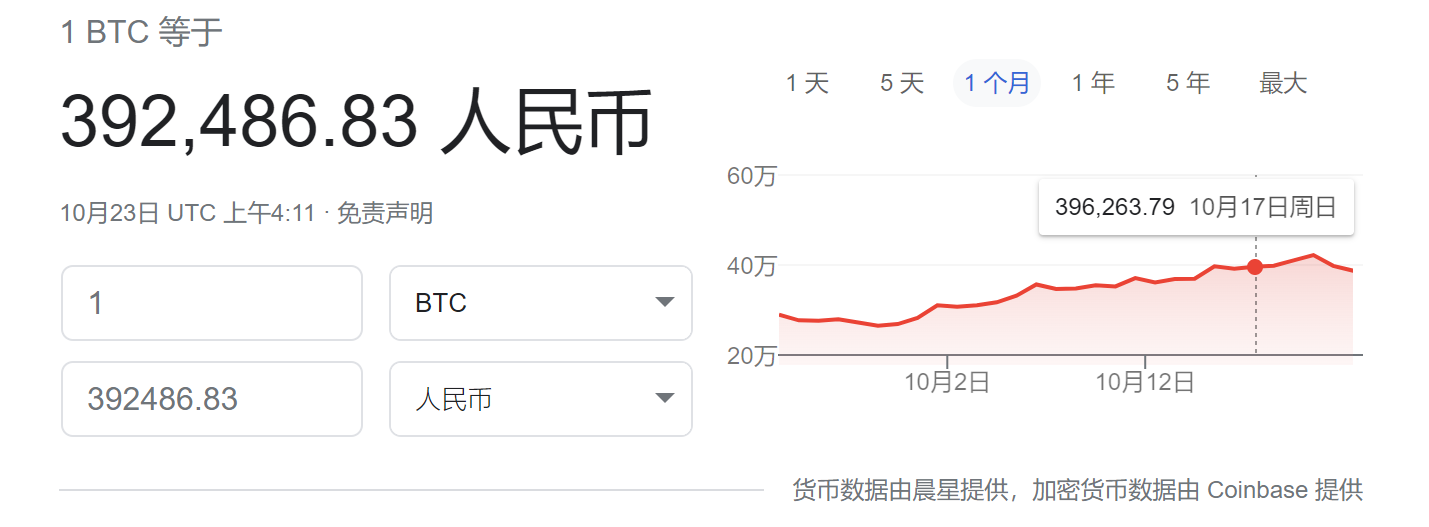 1 BTC 等于
392,486.83 人民币
10月23日 UTC 上午4:11 · 免责声明
1
BTC
392486.83
人民币
1 天 5 天 1 个月 1 年 5 年 最大
60万
396,263.79 10月17日周日
40万
20万
10月2日 10月12日
货币数据由晨星提供，加密货币数据由 Coinbase 提供